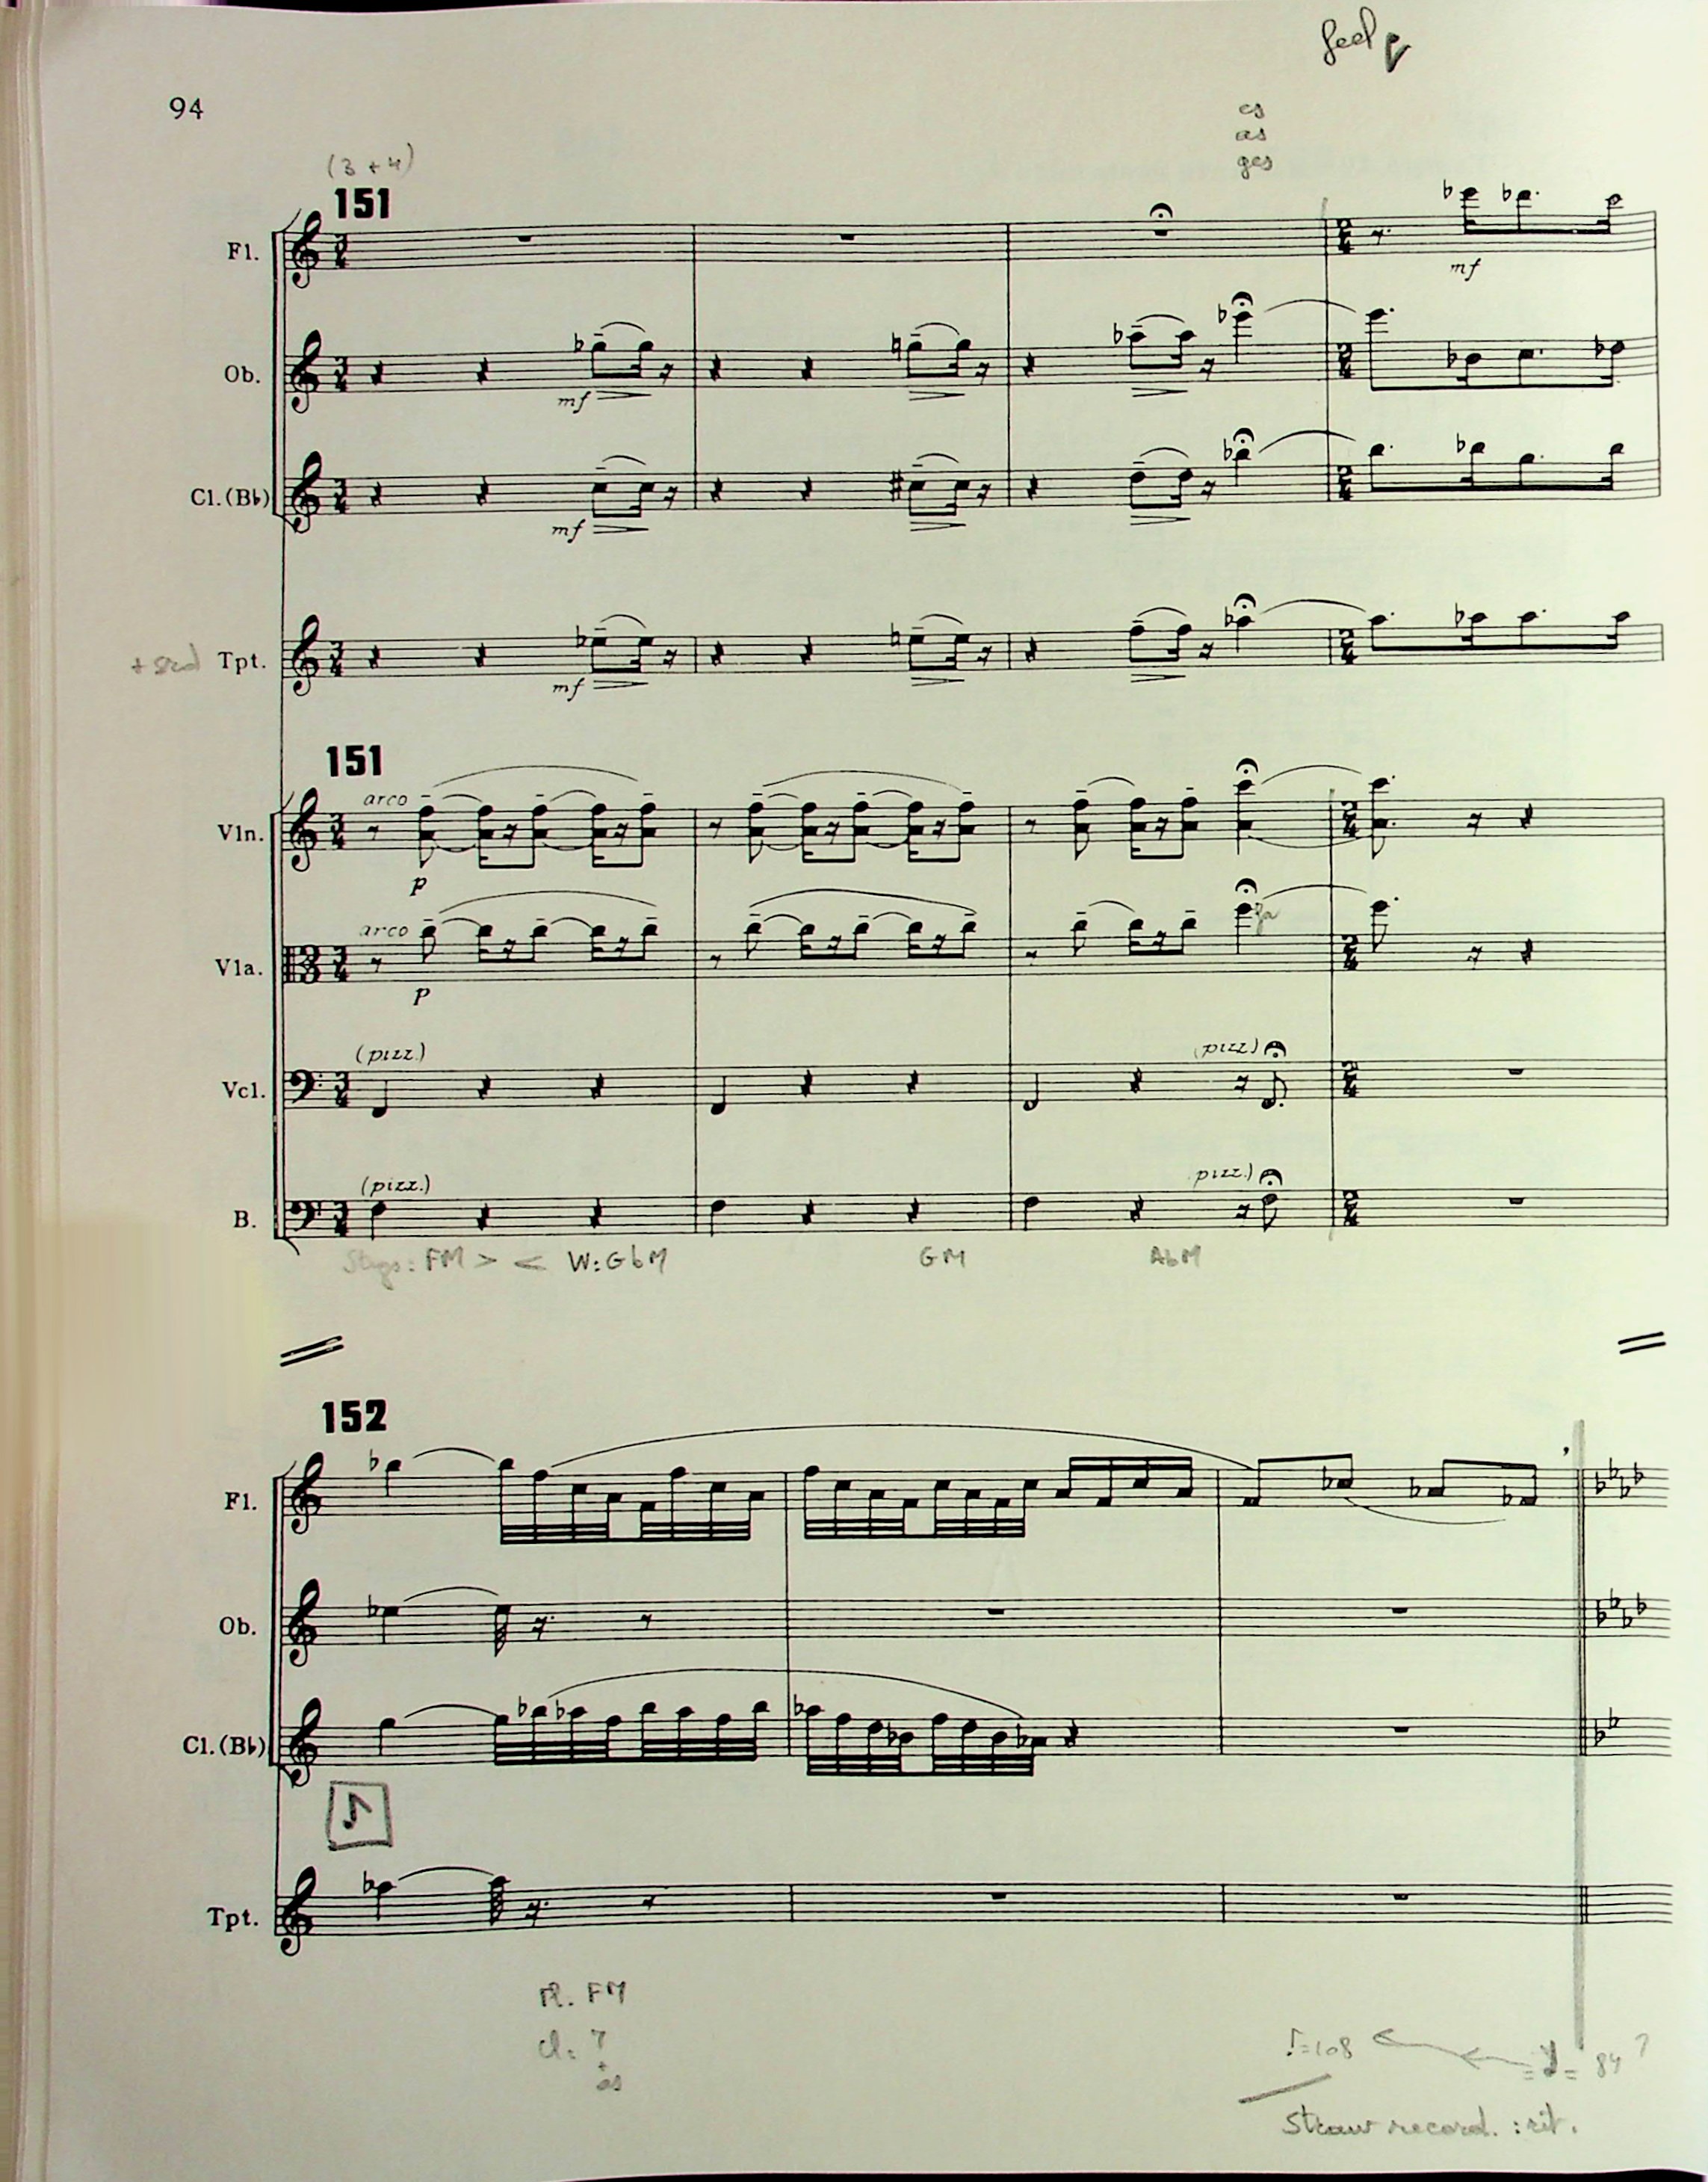 feel
94
es
as
ges
(3 + 4)
151
Fl.
mf
Ob.
mf
Cl. (B♭)
mf
Tpt.
mf
151
arco
Vln.
p
arco
Vla.
p
(pizz.)
(pizz)
Vcl.
(pizz.)
pizz.)
B.
Stgs: FM > < W: GbM GM AbM
152
Fl.
Ob.
Cl. (B♭)
Tpt.
Fl. FM
cl. ?
+
as
♪=108
= 84 ?
Straw record. : rit.